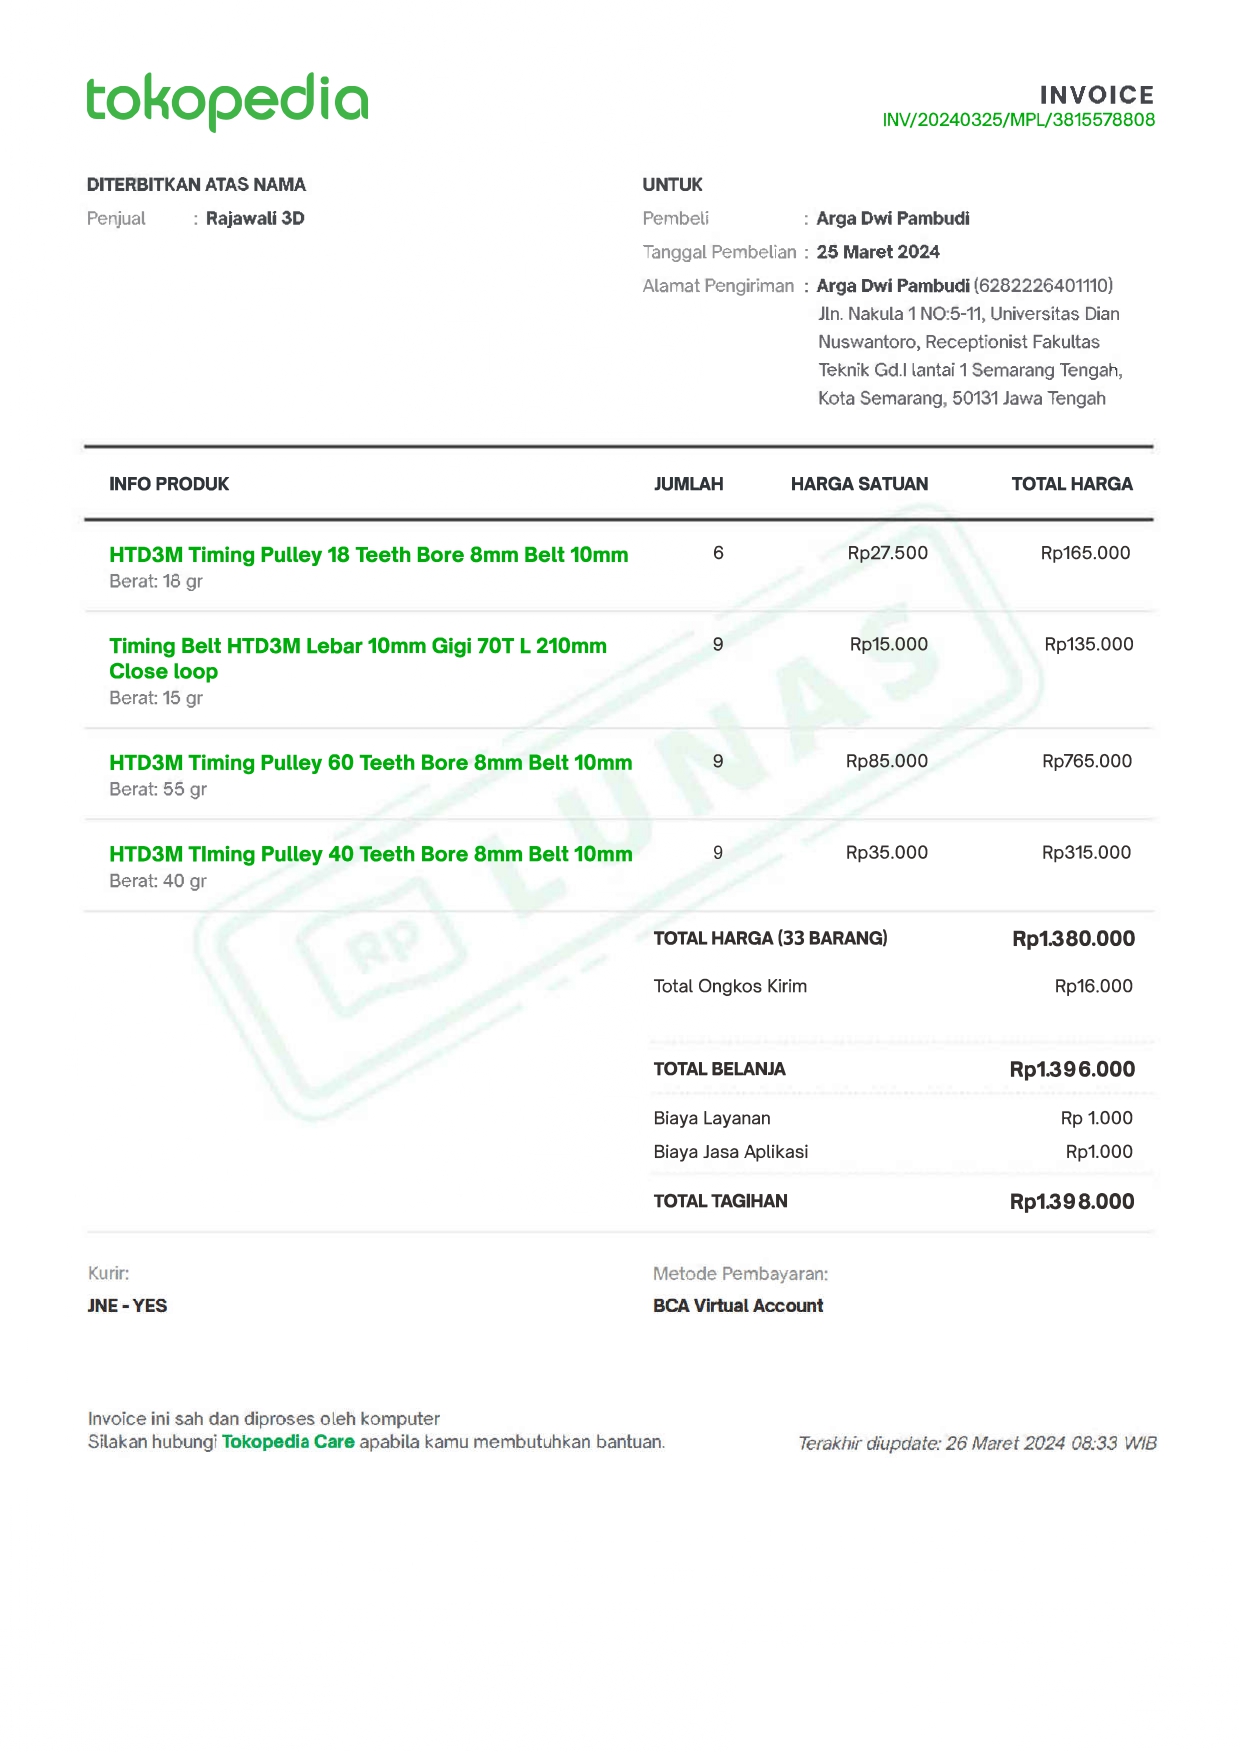 tokopedia
INVOICE
INV/20240325/MPL/3815578808
DITERBITKAN ATAS NAMA
Penjual : Rajawali 3D
UNTUK
Pembeli : Arga Dwi Pambudi
Tanggal Pembelian : 25 Maret 2024
Alamat Pengiriman : Arga Dwi Pambudi (6282226401110)
Jln. Nakula 1 NO:5-11, Universitas Dian
Nuswantoro, Receptionist Fakultas
Teknik Gd.I lantai 1 Semarang Tengah,
Kota Semarang, 50131 Jawa Tengah
INFO PRODUK JUMLAH HARGA SATUAN TOTAL HARGA
HTD3M Timing Pulley 18 Teeth Bore 8mm Belt 10mm 6 Rp27.500 Rp165.000
Berat: 18 gr
Timing Belt HTD3M Lebar 10mm Gigi 70T L 210mm 9 Rp15.000 Rp135.000
Close loop
Berat: 15 gr
HTD3M Timing Pulley 60 Teeth Bore 8mm Belt 10mm 9 Rp85.000 Rp765.000
Berat: 55 gr
HTD3M TIming Pulley 40 Teeth Bore 8mm Belt 10mm 9 Rp35.000 Rp315.000
Berat: 40 gr
Rp LUNAS
TOTAL HARGA (33 BARANG) Rp1.380.000
Total Ongkos Kirim Rp16.000
TOTAL BELANJA Rp1.396.000
Biaya Layanan Rp 1.000
Biaya Jasa Aplikasi Rp1.000
TOTAL TAGIHAN Rp1.398.000
Kurir:
JNE - YES
Metode Pembayaran:
BCA Virtual Account
Invoice ini sah dan diproses oleh komputer
Silakan hubungi Tokopedia Care apabila kamu membutuhkan bantuan.
Terakhir diupdate: 26 Maret 2024 08:33 WIB